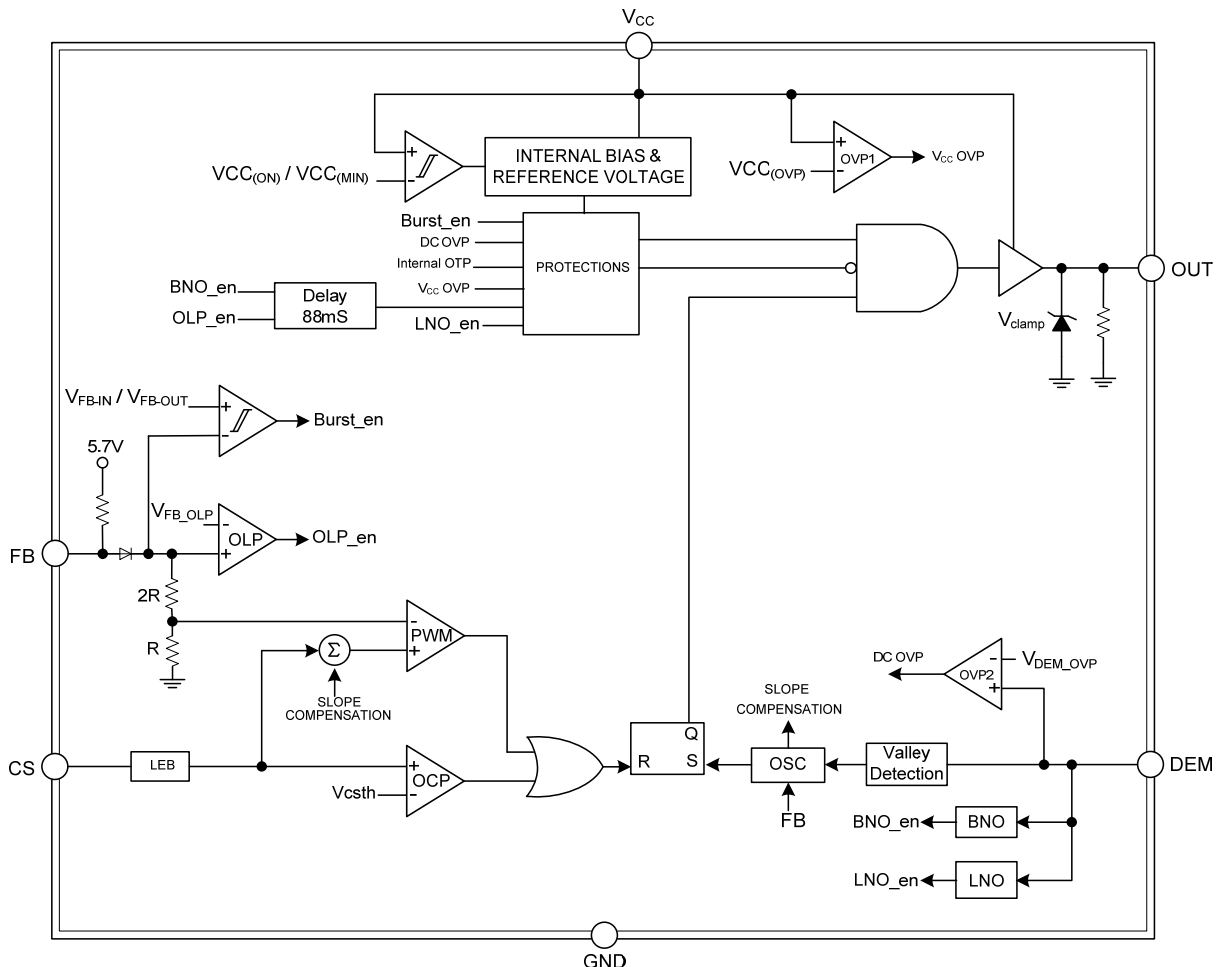 VCC
INTERNAL BIAS &
REFERENCE VOLTAGE
+
-
VCC(ON) / VCC(MIN)
+
-
OVP1
VCC OVP
VCC(OVP)
Burst_en
DC OVP
Internal OTP
VCC OVP
LNO_en
PROTECTIONS
BNO_en
OLP_en
Delay
88mS
OUT
Vclamp
VFB-IN / VFB-OUT
+
-
Burst_en
5.7V
VFB_OLP
-
+
OLP
OLP_en
FB
2R
R
-
+
PWM
Σ
SLOPE
COMPENSATION
CS
LEB
+
-
OCP
Vcsth
Q
R
S
SLOPE
COMPENSATION
OSC
FB
Valley
Detection
DC OVP
-
+
OVP2
VDEM_OVP
DEM
BNO_en
BNO
LNO_en
LNO
GND